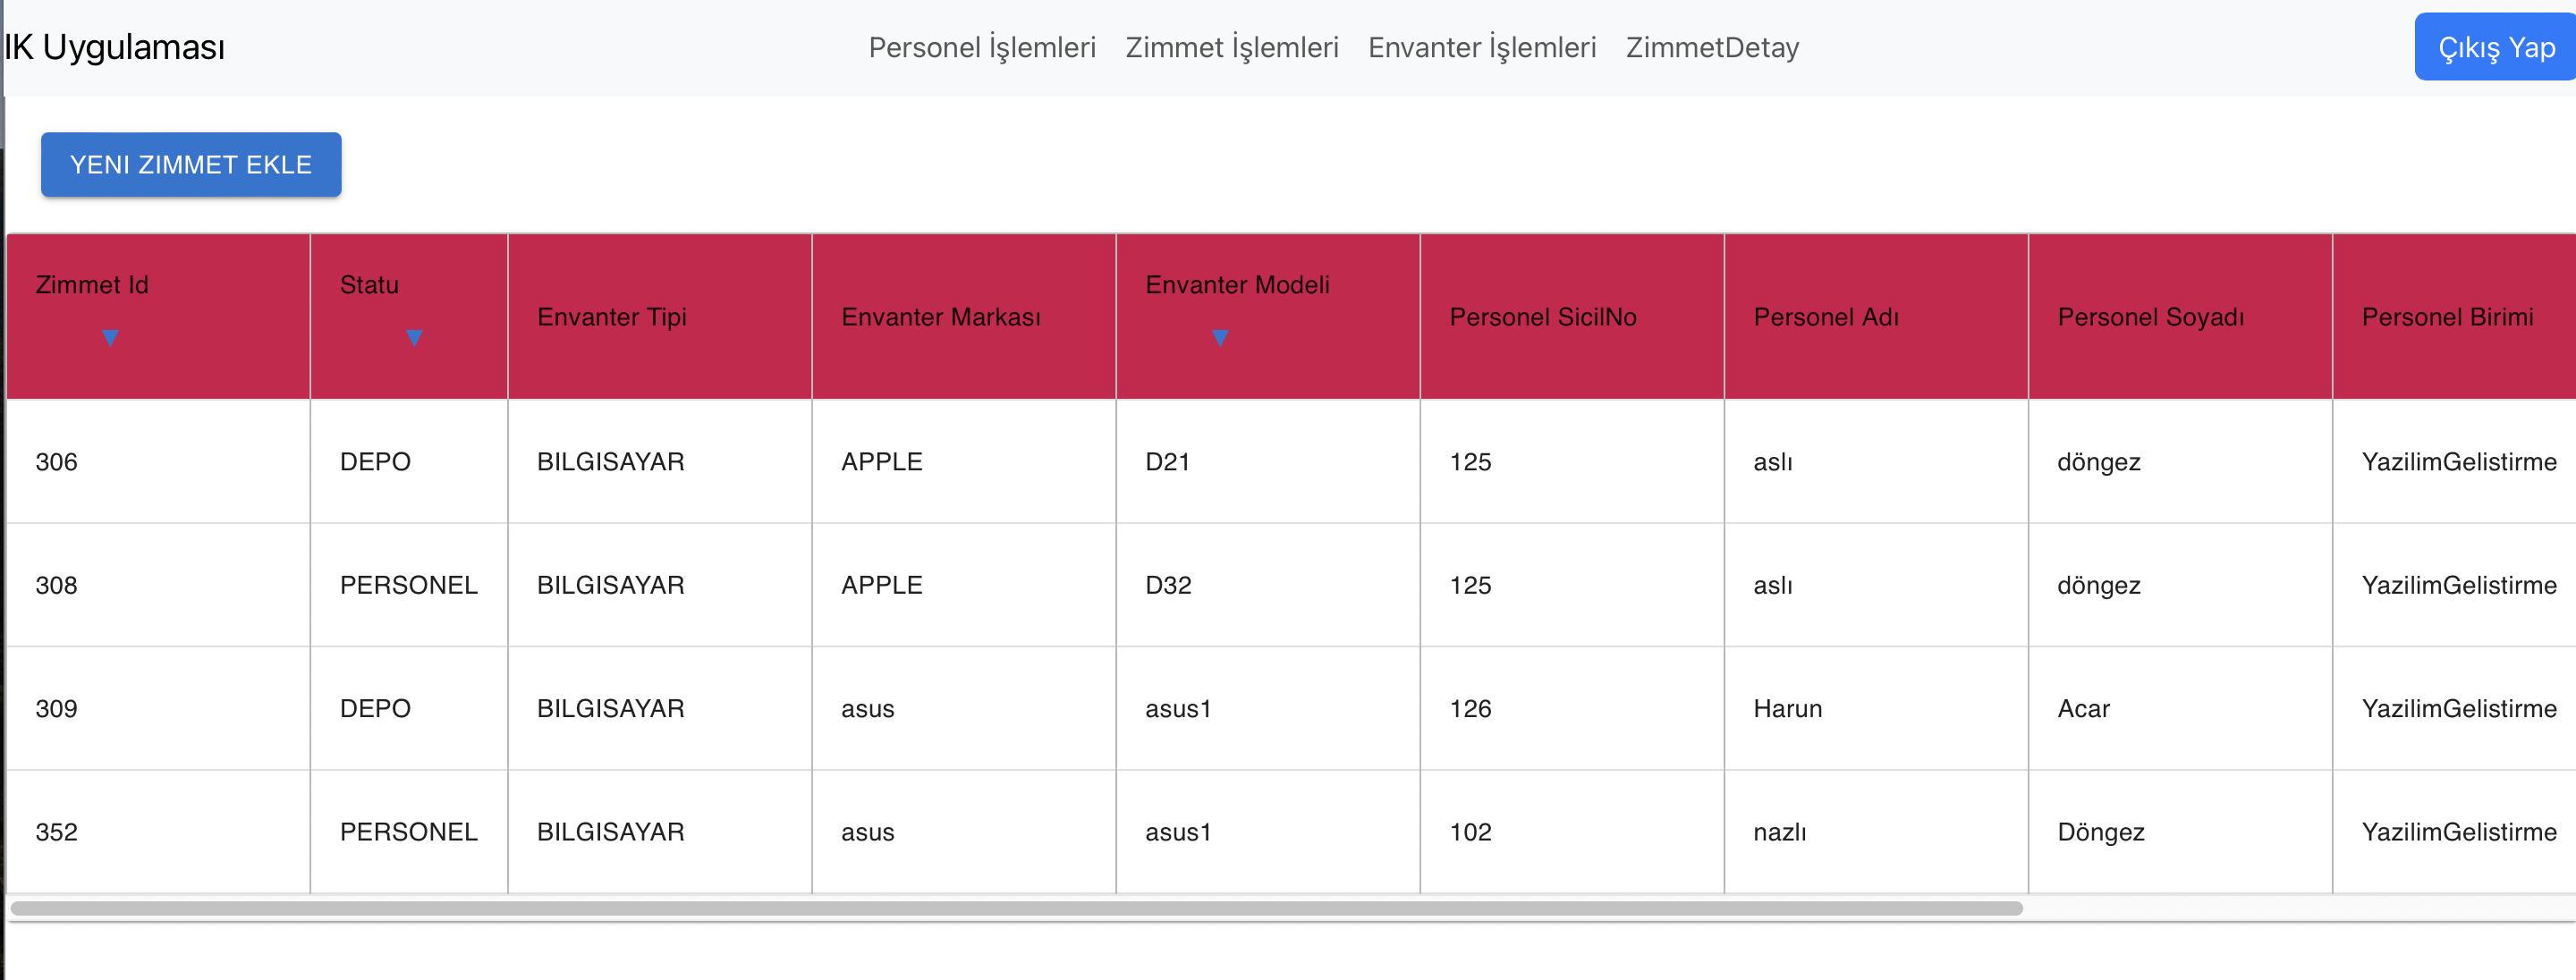 IK Uygulaması Personel İşlemleri Zimmet İşlemleri Envanter İşlemleri ZimmetDetay Çıkış Yap
YENI ZIMMET EKLE
Zimmet Id Statu Envanter Tipi Envanter Markası Envanter Modeli Personel SicilNo Personel Adı Personel Soyadı Personel Birimi
306 DEPO BILGISAYAR APPLE D21 125 aslı döngez YazilimGelistirme
308 PERSONEL BILGISAYAR APPLE D32 125 aslı döngez YazilimGelistirme
309 DEPO BILGISAYAR asus asus1 126 Harun Acar YazilimGelistirme
352 PERSONEL BILGISAYAR asus asus1 102 nazlı Döngez YazilimGelistirme